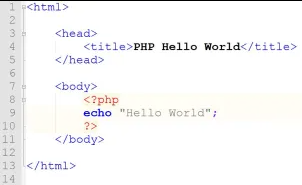 1 <html>
2
3 <head>
4 <title>PHP Hello World</title>
5 </head>
6
7 <body>
8 <?php
9 echo "Hello World";
10 ?>
11 </body>
12
13 </html>
14